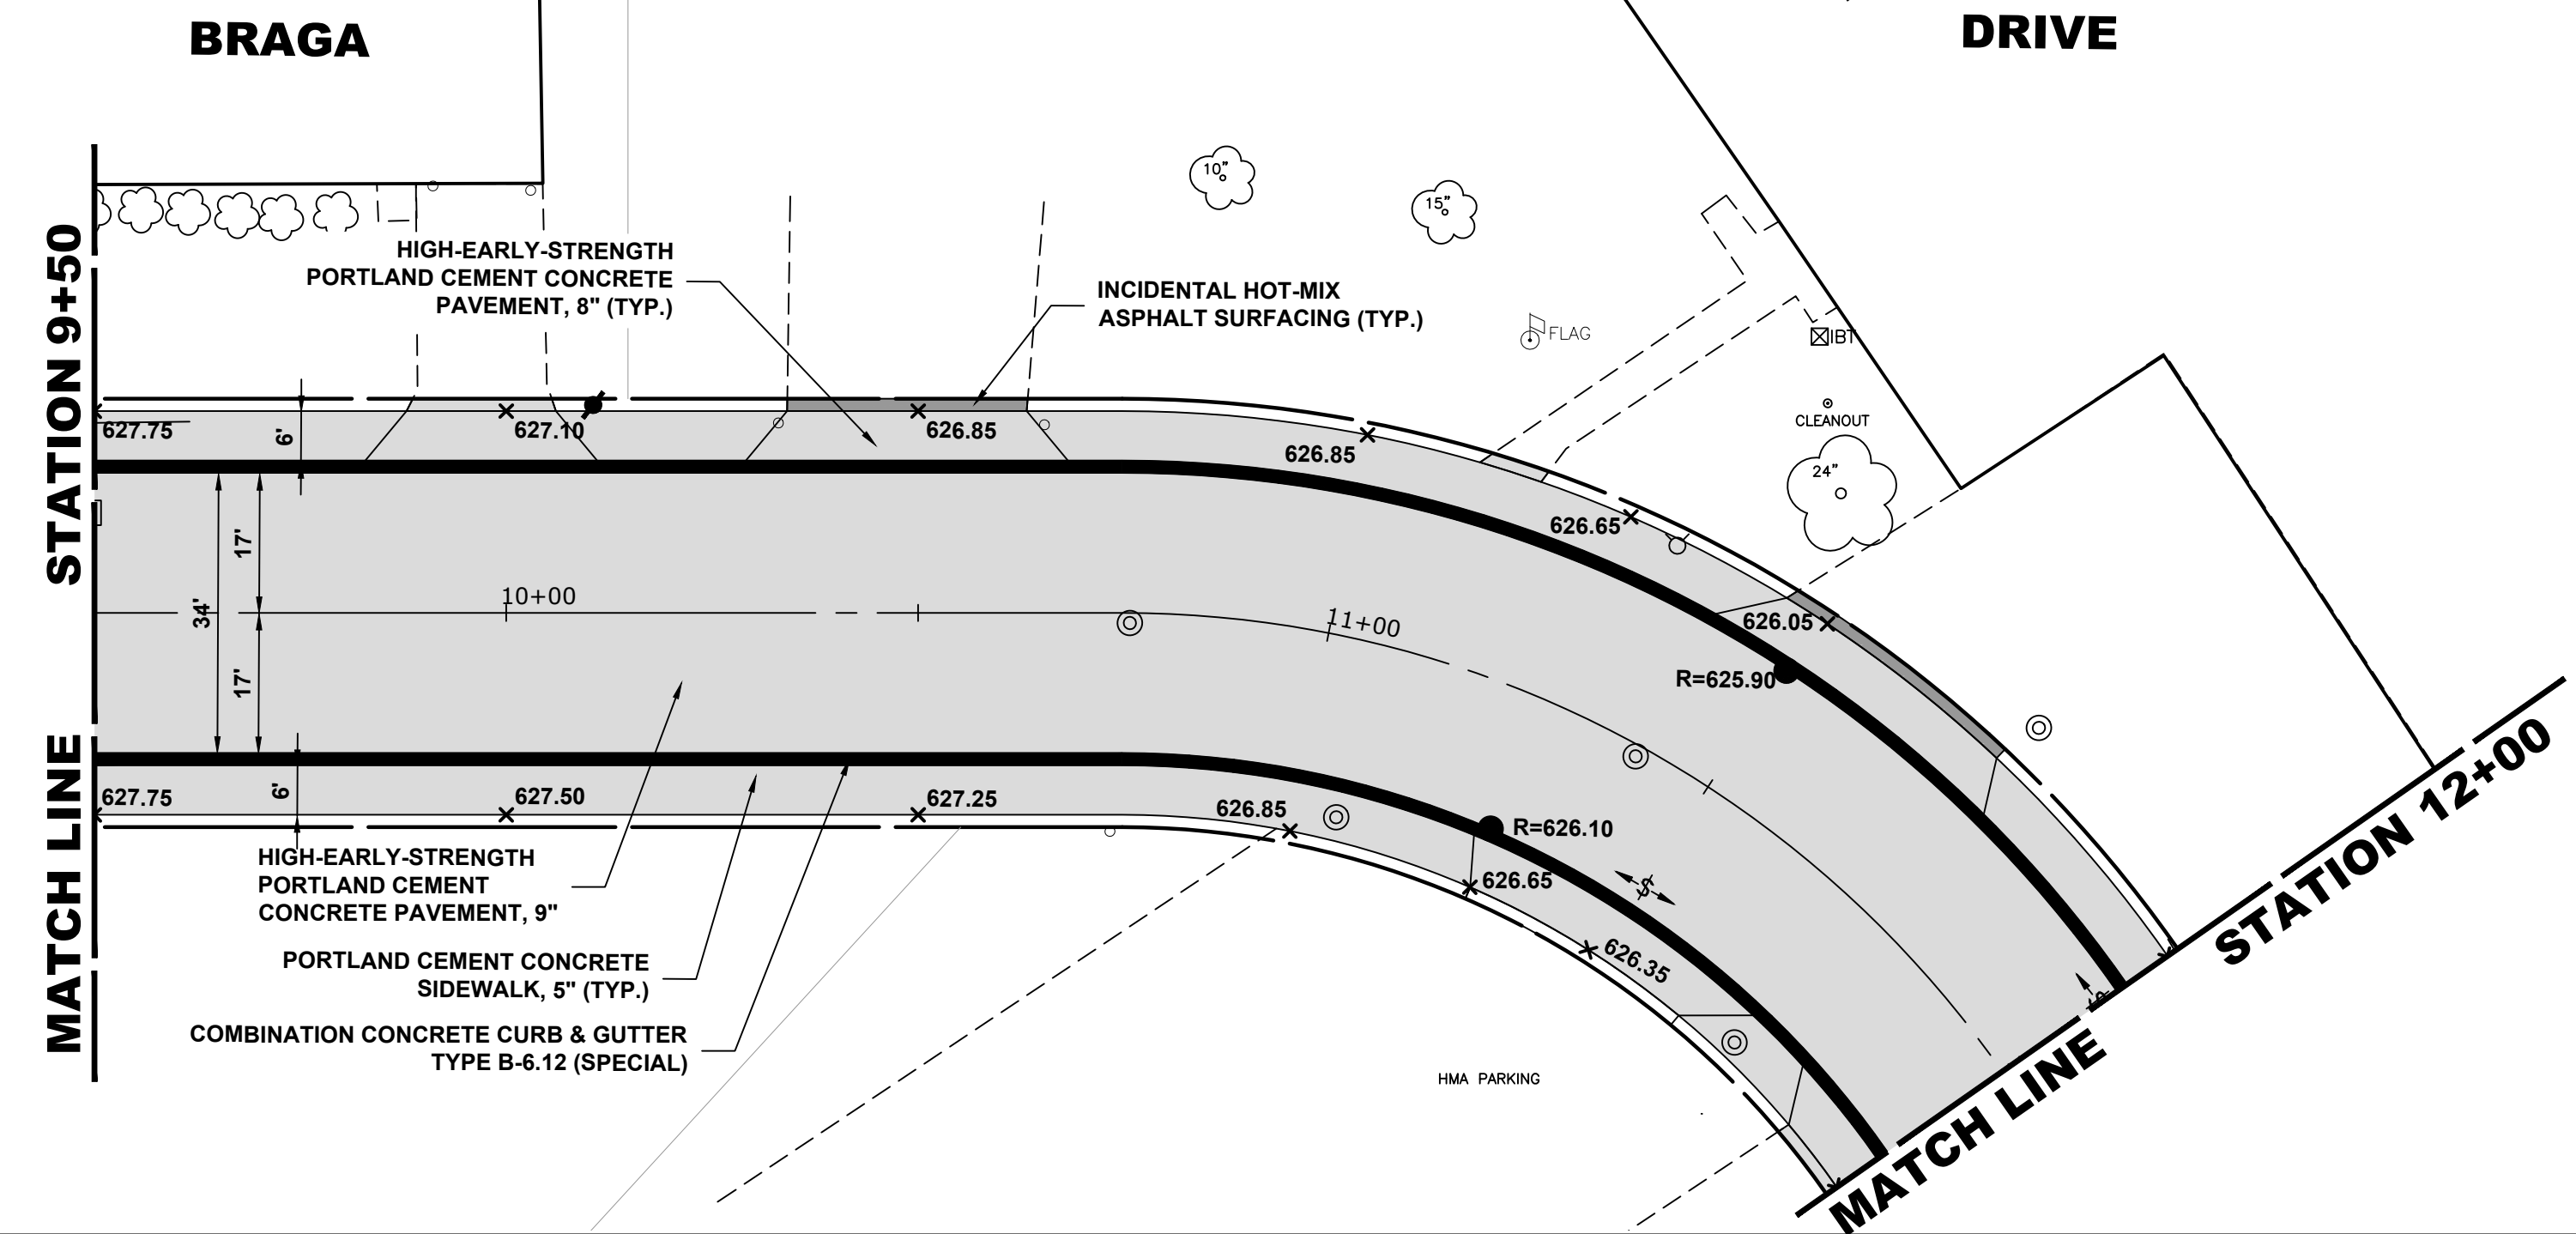 BRAGA
DRIVE
10"
15"
HIGH-EARLY-STRENGTH
PORTLAND CEMENT CONCRETE
PAVEMENT, 8" (TYP.)
INCIDENTAL HOT-MIX
ASPHALT SURFACING (TYP.)
FLAG
IBT
CLEANOUT
24"
STATION 9+50
627.75
6'
627.10
626.85
626.85
626.65
626.05
R=625.90
17'
34'
17'
10+00
11+00
MATCH LINE
627.75
6'
627.50
627.25
626.85
R=626.10
626.65
626.35
S
S
HIGH-EARLY-STRENGTH
PORTLAND CEMENT
CONCRETE PAVEMENT, 9"
PORTLAND CEMENT CONCRETE
SIDEWALK, 5" (TYP.)
COMBINATION CONCRETE CURB & GUTTER
TYPE B-6.12 (SPECIAL)
HMA PARKING
MATCH LINE
STATION 12+00